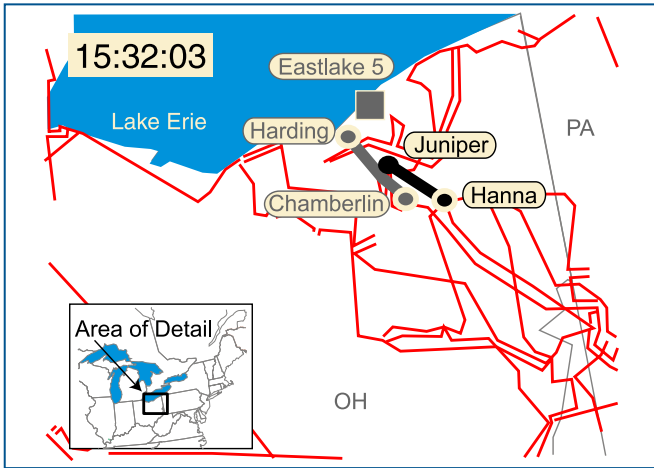 15:32:03
Eastlake 5
Lake Erie
Harding
Juniper
PA
Chamberlin
Hanna
Area of Detail
OH